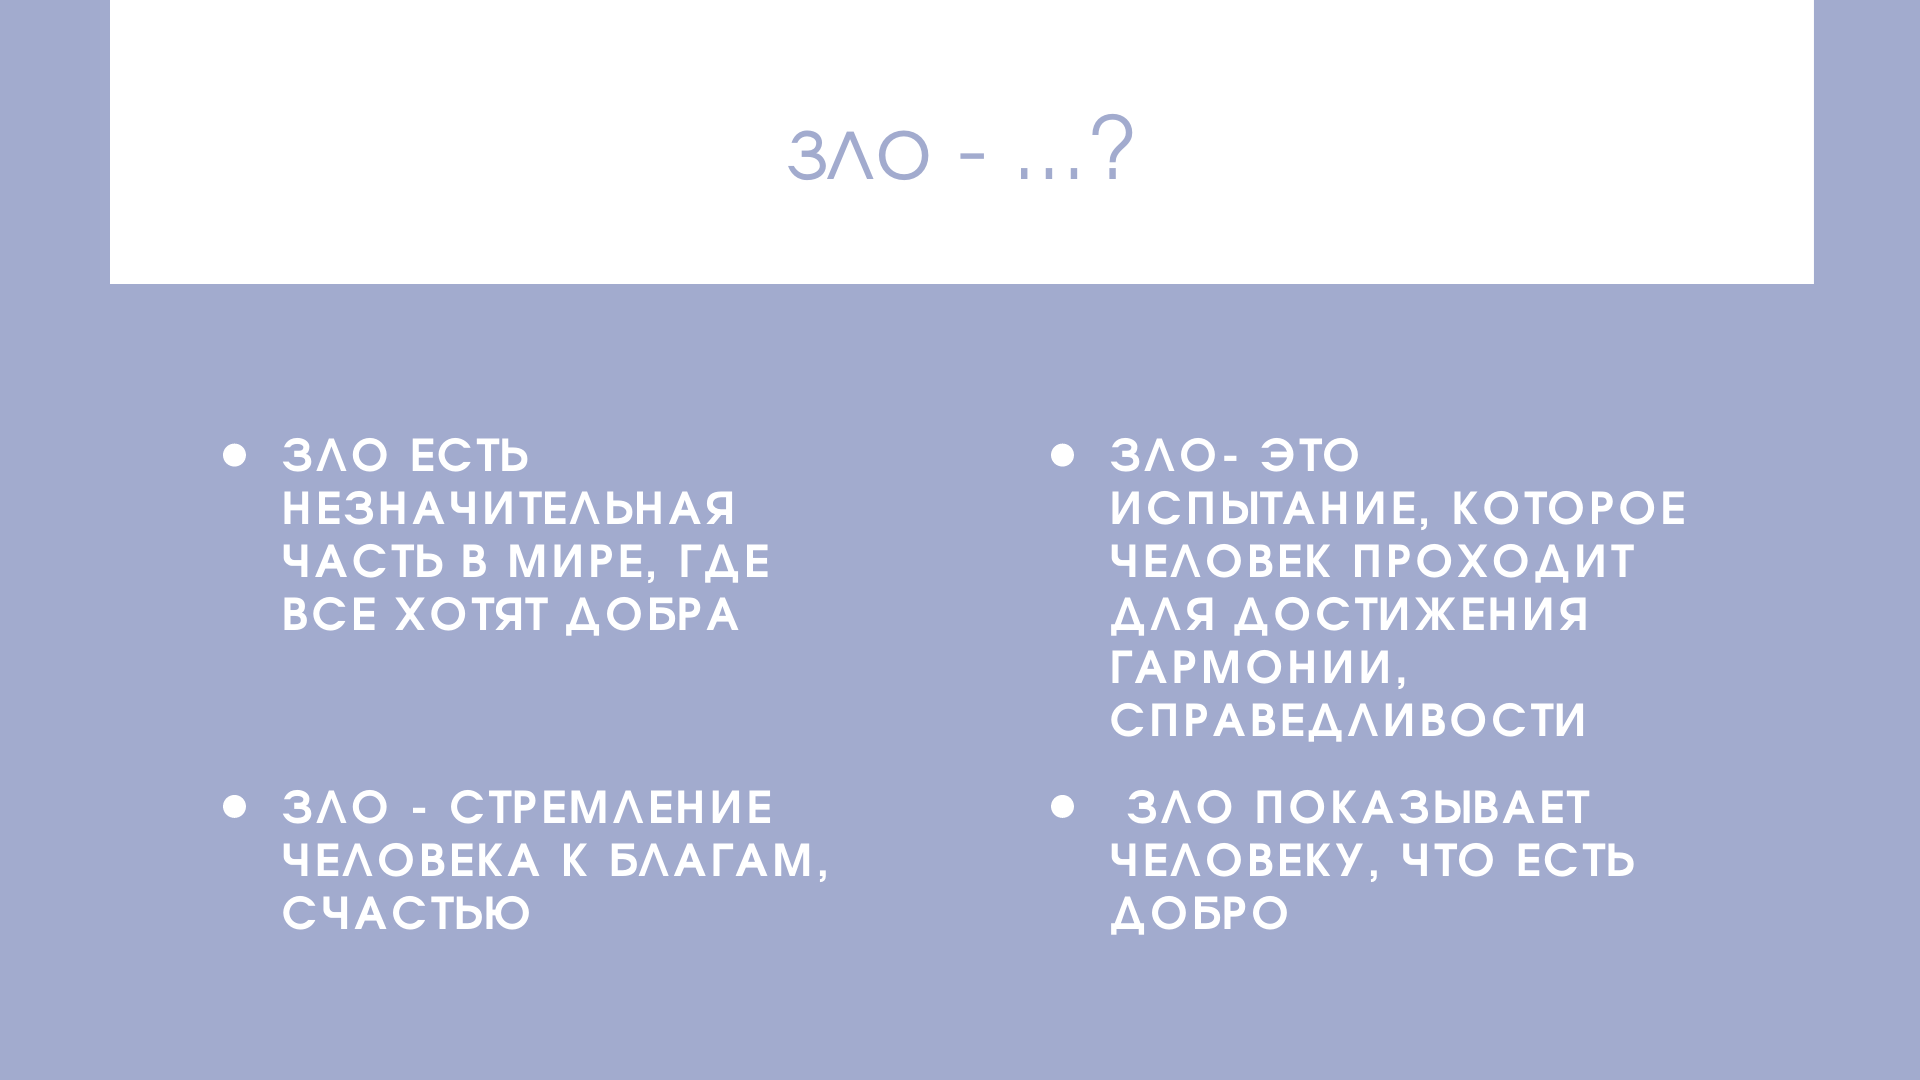 ЗЛО - ...?
ЗЛО ЕСТЬ
НЕЗНАЧИТЕЛЬНАЯ
ЧАСТЬ В МИРЕ, ГДЕ
ВСЕ ХОТЯТ ДОБРА
ЗЛО - СТРЕМЛЕНИЕ
ЧЕЛОВЕКА К БЛАГАМ,
СЧАСТЬЮ
ЗЛО- ЭТО
ИСПЫТАНИЕ, КОТОРОЕ
ЧЕЛОВЕК ПРОХОДИТ
ДЛЯ ДОСТИЖЕНИЯ
ГАРМОНИИ,
СПРАВЕДЛИВОСТИ
ЗЛО ПОКАЗЫВАЕТ
ЧЕЛОВЕКУ, ЧТО ЕСТЬ
ДОБРО